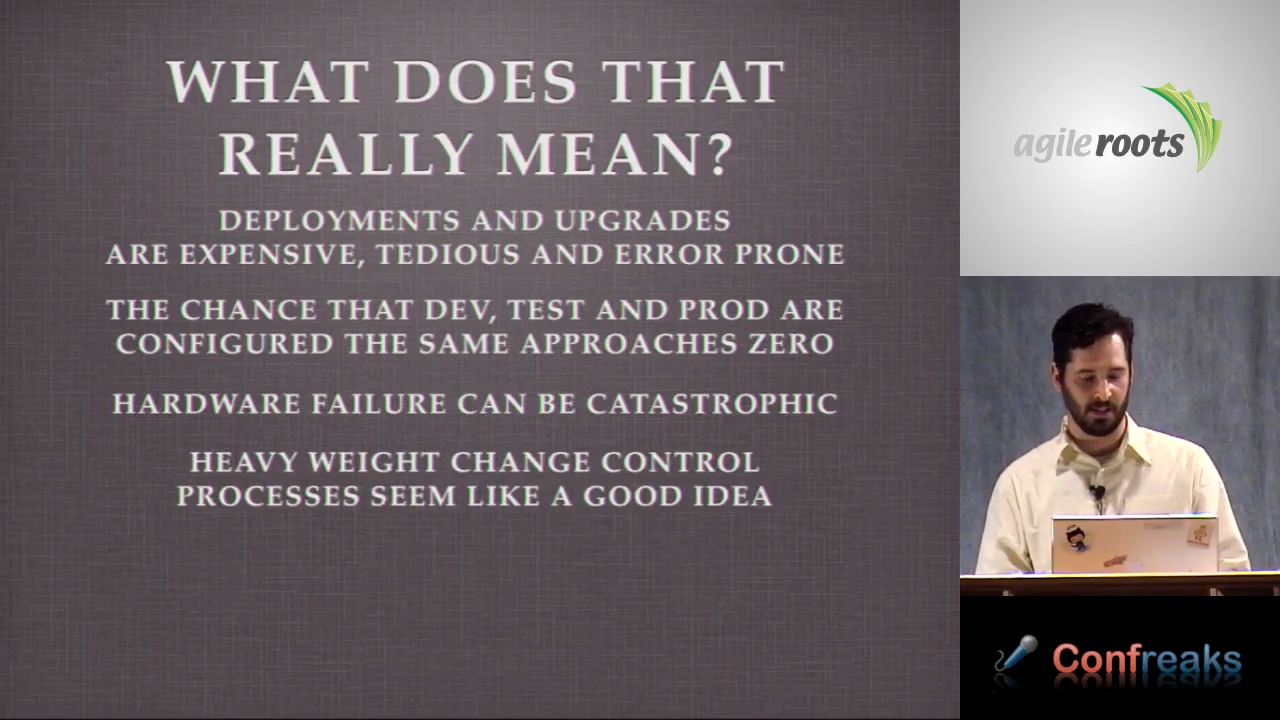 WHAT DOES THAT
REALLY MEAN?
DEPLOYMENTS AND UPGRADES
ARE EXPENSIVE, TEDIOUS AND ERROR PRONE
THE CHANCE THAT DEV, TEST AND PROD ARE
CONFIGURED THE SAME APPROACHES ZERO
HARDWARE FAILURE CAN BE CATASTROPHIC
HEAVY WEIGHT CHANGE CONTROL
PROCESSES SEEM LIKE A GOOD IDEA
agile roots
Confreaks